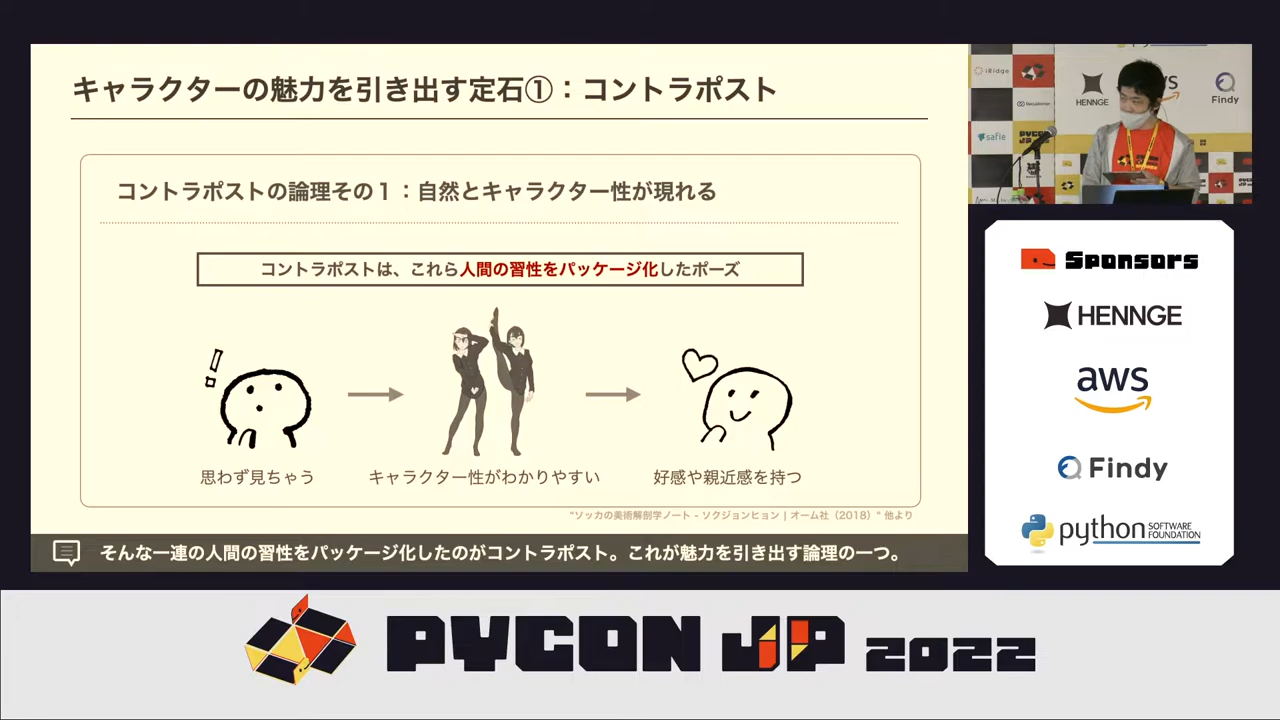 キャラクターの魅力を引き出す定石①：コントラポスト
コントラポストの論理その１：自然とキャラクター性が現れる
コントラポストは、これら人間の習性をパッケージ化したポーズ
思わず見ちゃう
キャラクター性がわかりやすい
好感や親近感を持つ
"ソッカの美術解剖学ノート - ソクジョンヒョン | オーム社（2018）" 他より
そんな一連の人間の習性をパッケージ化したのがコントラポスト。これが魅力を引き出す論理の一つ。
iRidge
HENNGE
Findy
safie
Sponsors
HENNGE
aws
Findy
python SOFTWARE FOUNDATION
PYCON JP 2022